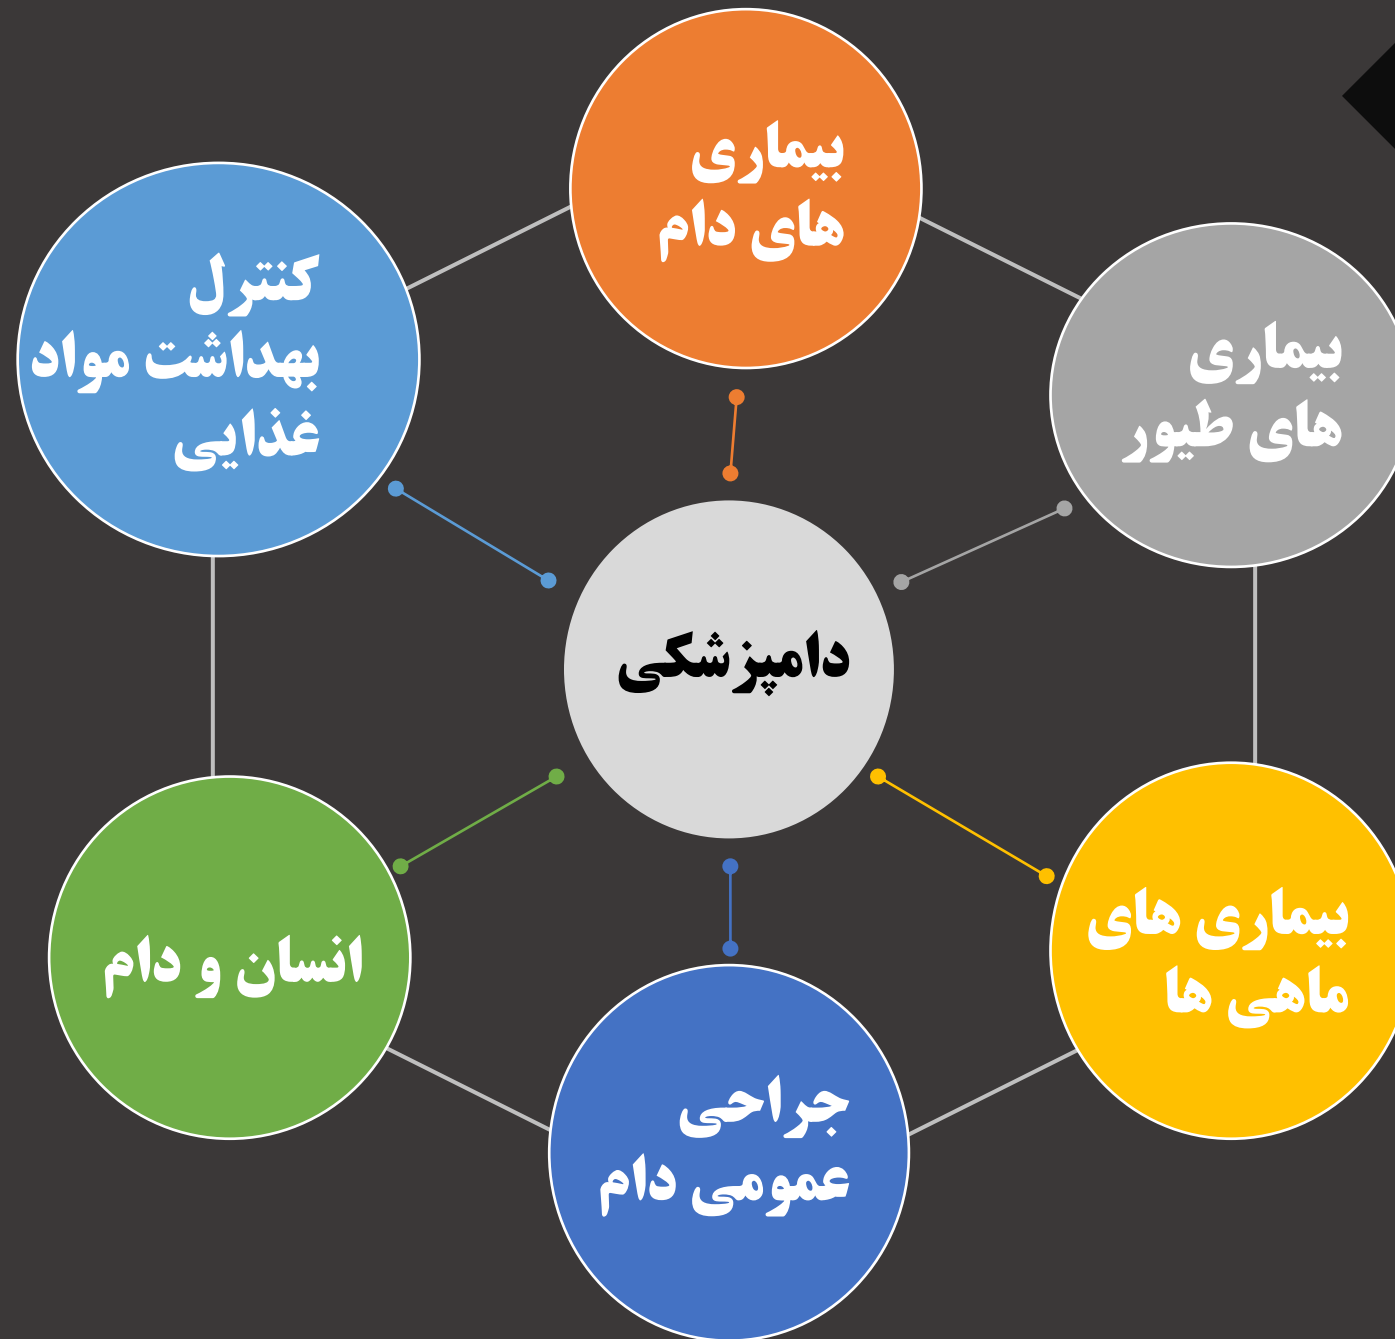 بیماری
های دام
بیماری
های طیور
کنترل
بهداشت مواد
غذایی
دامپزشکی
بیماری های
ماهی ها
انسان و دام
جراحی
عمومی دام